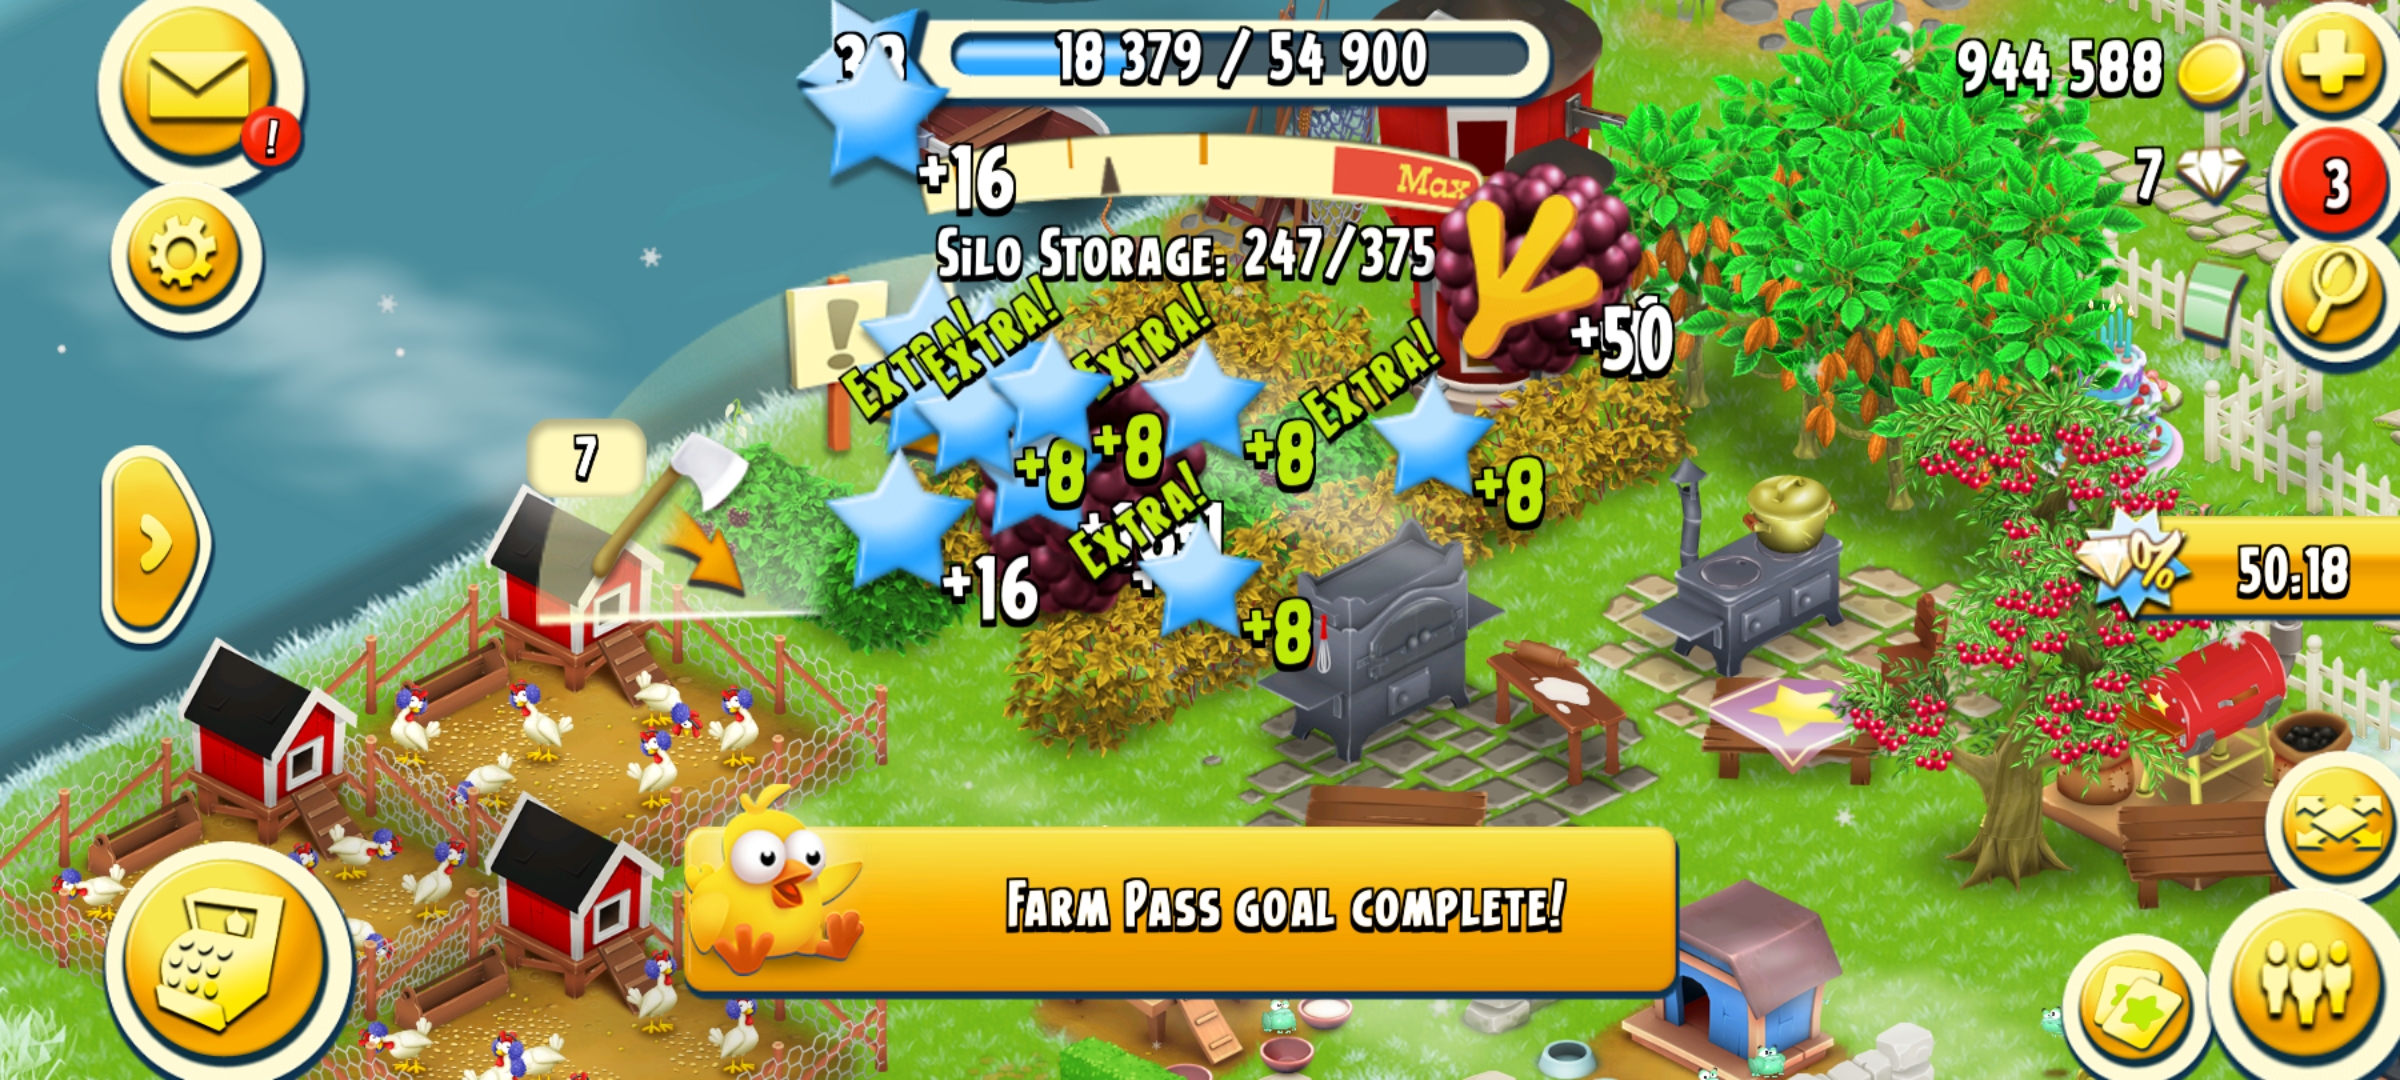 18 379 / 54 900
944 588
!
+16
Max
7
3
Silo Storage: 247/375
+50
Extra!
Extra!
Extra!
Extra!
7
+8
+8
+8
+8
Extra!
+16
+8
%
50:18
Farm Pass goal complete!